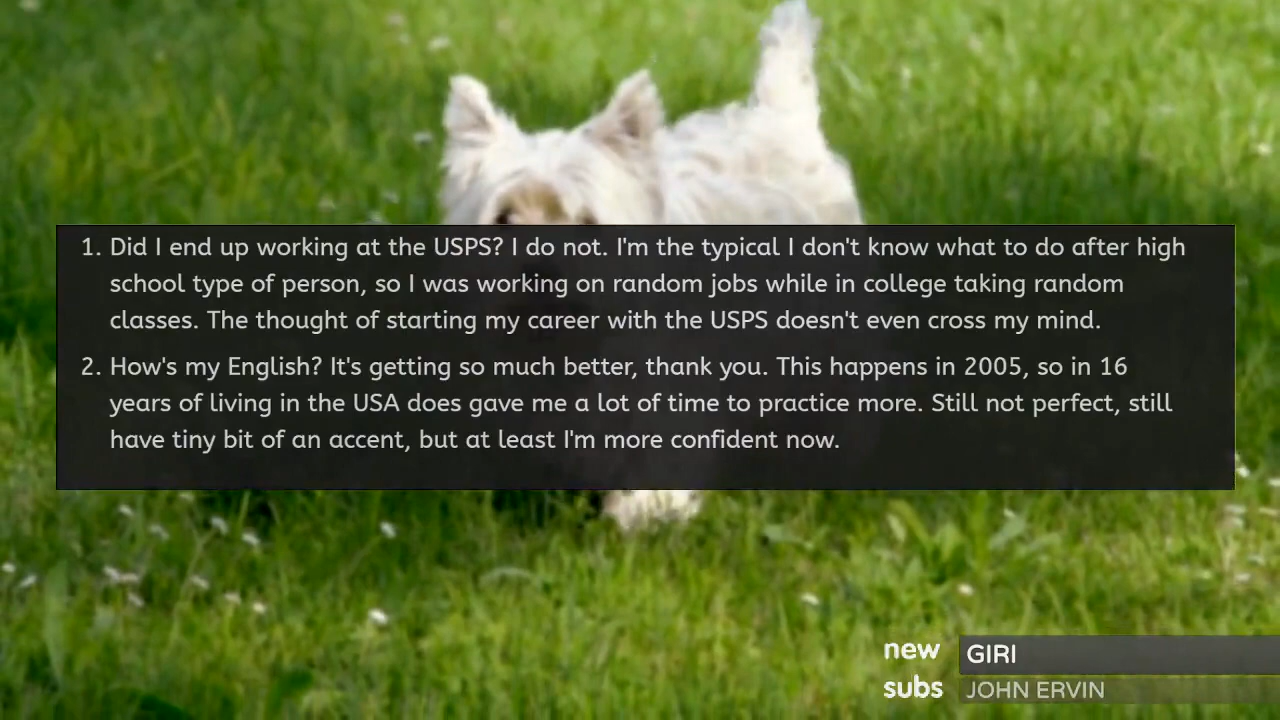 1. Did I end up working at the USPS? I do not. I'm the typical I don't know what to do after high
school type of person, so I was working on random jobs while in college taking random
classes. The thought of starting my career with the USPS doesn't even cross my mind.
2. How's my English? It's getting so much better, thank you. This happens in 2005, so in 16
years of living in the USA does gave me a lot of time to practice more. Still not perfect, still
have tiny bit of an accent, but at least I'm more confident now.
new GIRI
subs JOHN ERVIN